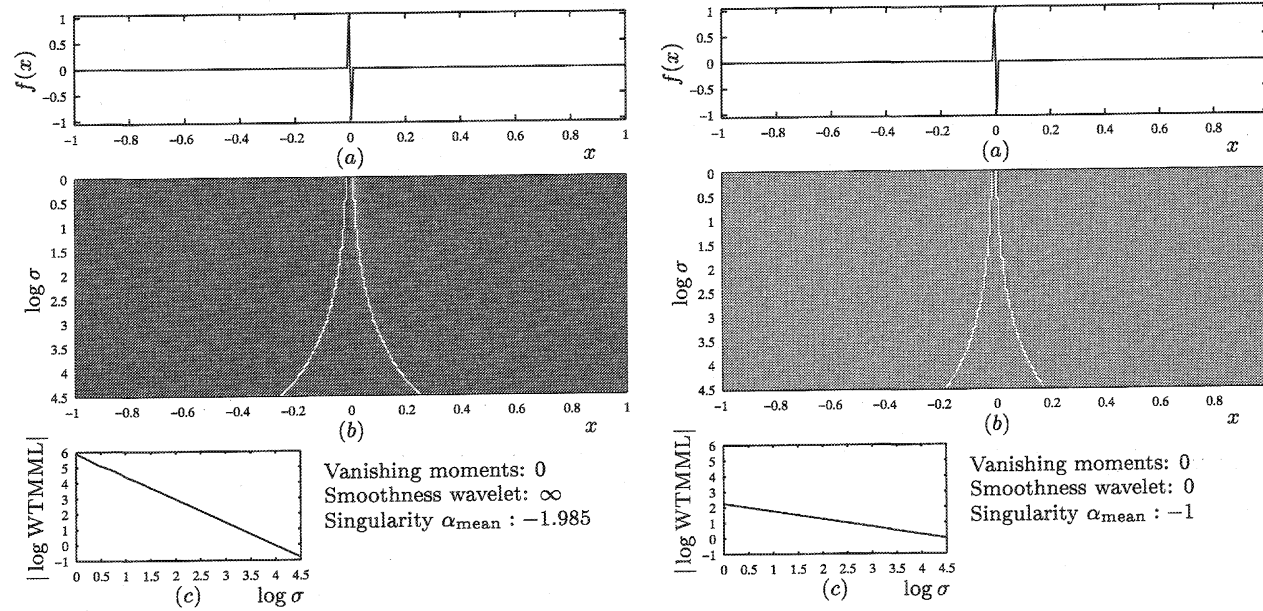 1
0.5
0
−0.5
−1
f(x)
−1 −0.8 −0.6 −0.4 −0.2 0 0.2 0.4 0.6 0.8 1
(a) x
0
0.5
1
1.5
2
2.5
3
3.5
4
4.5
log σ
−1 −0.8 −0.6 −0.4 −0.2 0 0.2 0.4 0.6 0.8 1
(b) x
6
5
4
3
2
1
0
−1
|log WTMML|
0 0.5 1 1.5 2 2.5 3 3.5 4 4.5
(c) log σ
Vanishing moments: 0
Smoothness wavelet: ∞
Singularity αmean : −1.985
1
0.5
0
−0.5
−1
f(x)
−1 −0.8 −0.6 −0.4 −0.2 0 0.2 0.4 0.6 0.8
(a) x
0
0.5
1
1.5
2
2.5
3
3.5
4
4.5
log σ
−1 −0.8 −0.6 −0.4 −0.2 0 0.2 0.4 0.6 0.8
(b) x
6
5
4
3
2
1
0
−1
|log WTMML|
0 0.5 1 1.5 2 2.5 3 3.5 4 4.5
(c) log σ
Vanishing moments: 0
Smoothness wavelet: 0
Singularity αmean : −1